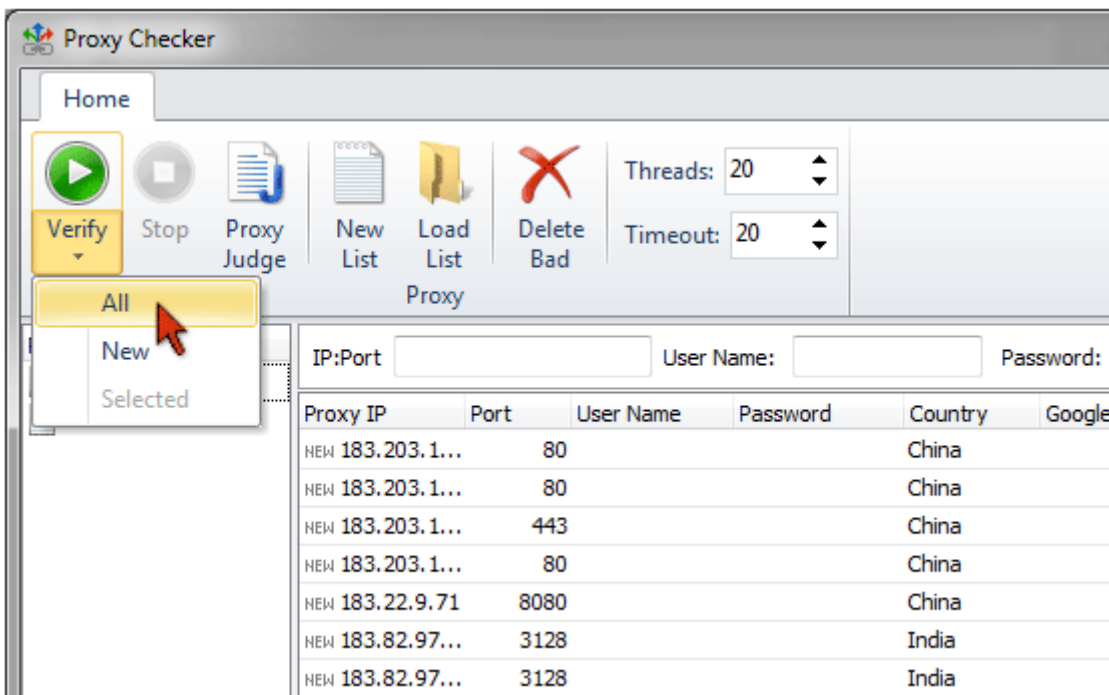 Proxy Checker
Home
Verify
Stop
Proxy Judge
New List
Load List
Delete Bad
Threads: 20
Timeout: 20
Proxy
All
New
Selected
IP:Port User Name: Password:
Proxy IP Port User Name Password Country Google
NEW 183.203.1... 80 China
NEW 183.203.1... 80 China
NEW 183.203.1... 443 China
NEW 183.203.1... 80 China
NEW 183.22.9.71 8080 China
NEW 183.82.97... 3128 India
NEW 183.82.97... 3128 India